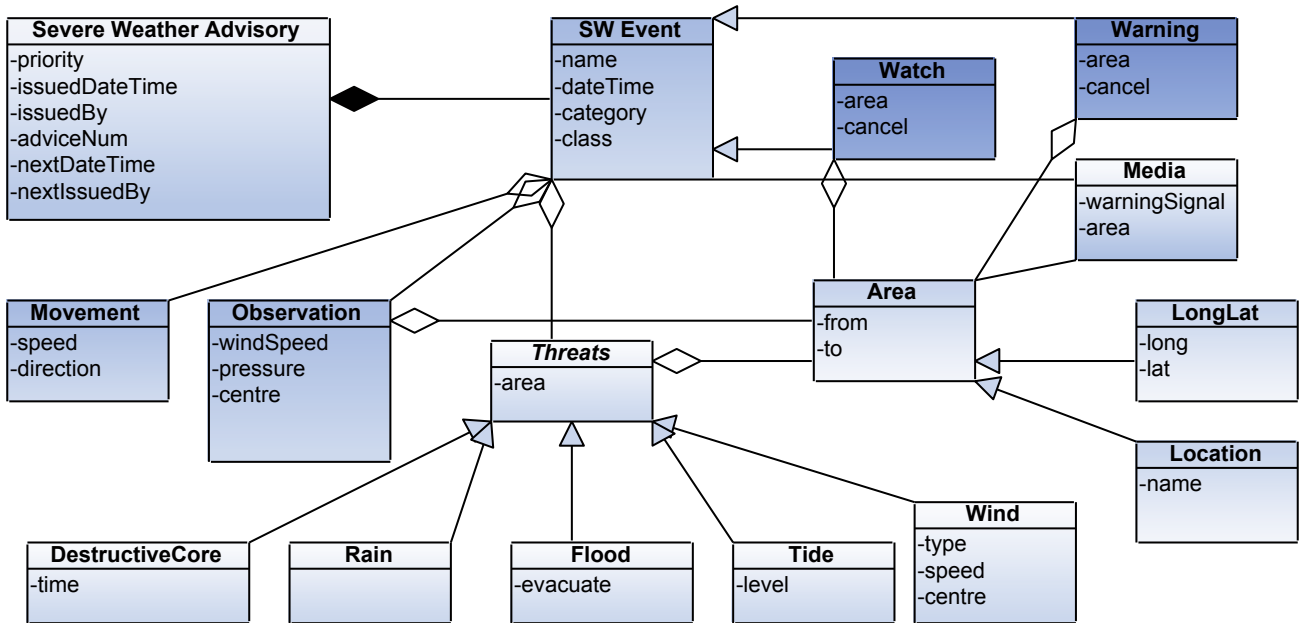 Severe Weather Advisory
-priority
-issuedDateTime
-issuedBy
-adviceNum
-nextDateTime
-nextIssuedBy
SW Event
-name
-dateTime
-category
-class
Watch
-area
-cancel
Warning
-area
-cancel
Media
-warningSignal
-area
Movement
-speed
-direction
Observation
-windSpeed
-pressure
-centre
Threats
-area
Area
-from
-to
LongLat
-long
-lat
Location
-name
DestructiveCore
-time
Rain
Flood
-evacuate
Tide
-level
Wind
-type
-speed
-centre